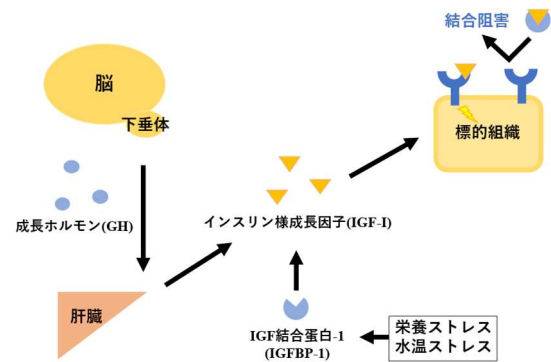 結合阻害
脳
下垂体
標的組織
成長ホルモン(GH)
インスリン様成長因子(IGF-I)
肝臓
IGF結合蛋白-1
(IGFBP-1)
栄養ストレス
水温ストレス